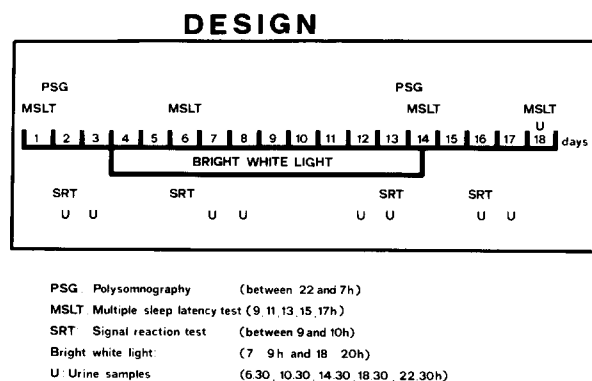 DESIGN
PSG PSG
MSLT MSLT MSLT MSLT
U
1 2 3 4 5 6 7 8 9 10 11 12 13 14 15 16 17 18 days
BRIGHT WHITE LIGHT
SRT SRT SRT SRT
U U U U U U U U
PSG: Polysomnography (between 22 and 7h)
MSLT: Multiple sleep latency test (9, 11, 13, 15, 17h)
SRT: Signal reaction test (between 9 and 10h)
Bright white light: (7 9h and 18 20h)
U: Urine samples (6.30, 10.30, 14.30, 18.30, 22.30h)